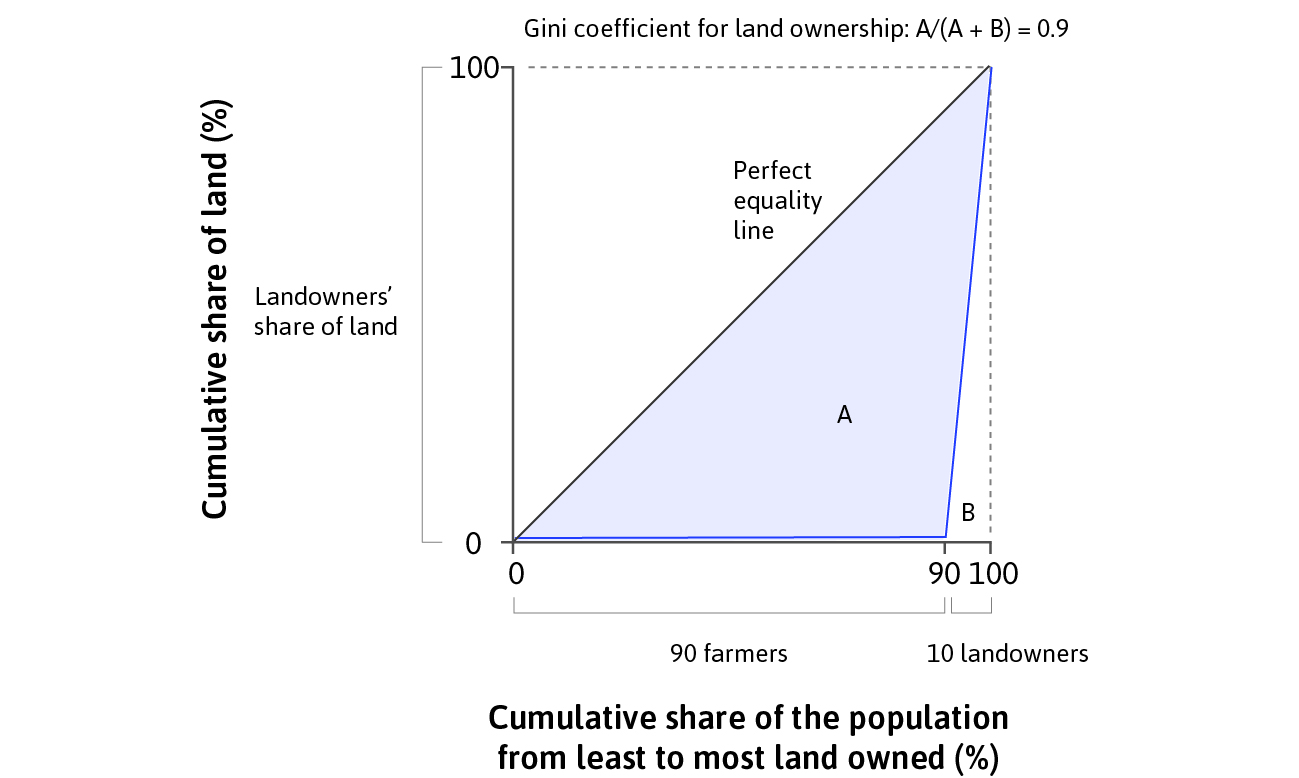 Gini coefficient for land ownership: A/(A + B) = 0.9
100
Cumulative share of land (%)
Perfect
equality
line
Landowners’
share of land
A
B
0
0
90 100
90 farmers
10 landowners
Cumulative share of the population
from least to most land owned (%)